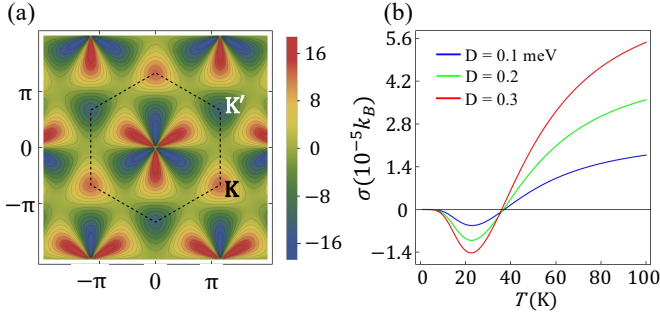 (a)
π
0
−π
−π
0
π
K′
K
16
8
0
−8
−16
(b)
σ(10⁻⁵k_B)
5.6
4.2
2.8
1.4
0
−1.4
D = 0.1 meV
D = 0.2
D = 0.3
0 20 40 60 80 100
T(K)